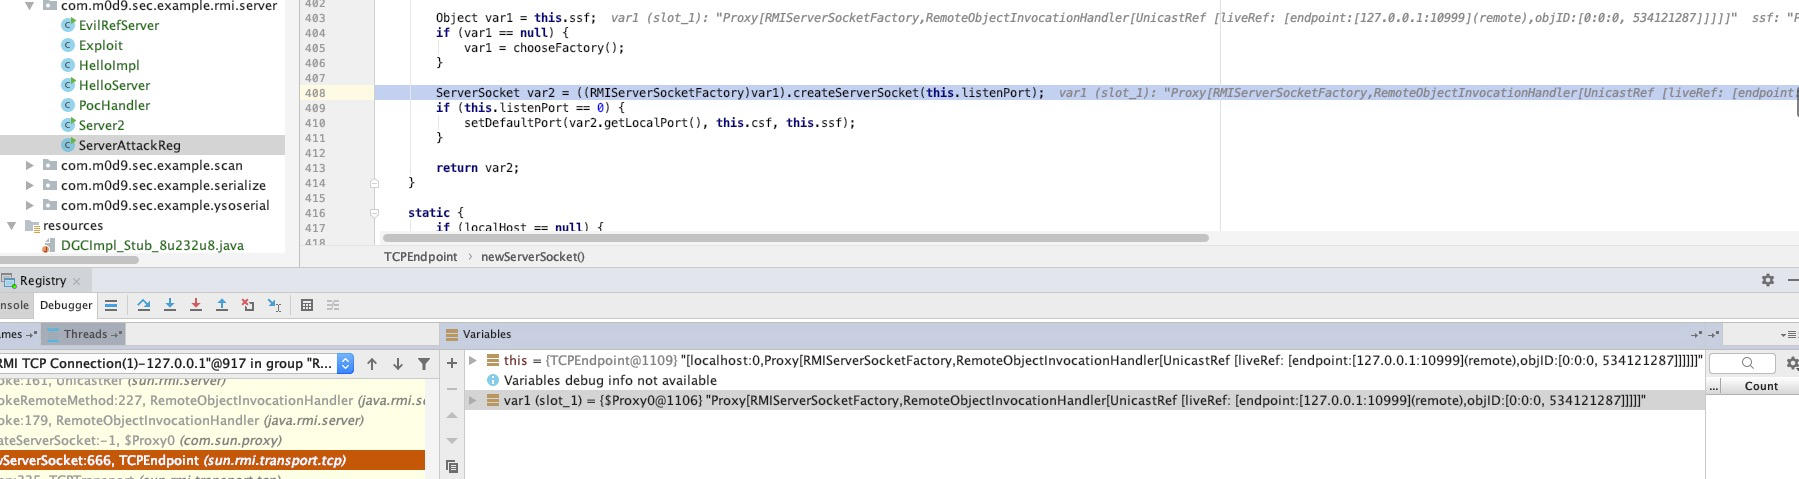 com.m0d9.sec.example.rmi.server
EvilRefServer
Exploit
HelloImpl
HelloServer
PocHandler
Server2
ServerAttackReg
com.m0d9.sec.example.scan
com.m0d9.sec.example.serialize
com.m0d9.sec.example.ysoserial
resources
DGCImpl_Stub_8u232u8.java
402
403 Object var1 = this.ssf; var1 (slot_1): "Proxy[RMIServerSocketFactory,RemoteObjectInvocationHandler[UnicastRef [liveRef: [endpoint:[127.0.0.1:10999](remote),objID:[0:0:0, 534121287]]]]]" ssf: "P
404 if (var1 == null) {
405 var1 = chooseFactory();
406 }
407
408 ServerSocket var2 = ((RMIServerSocketFactory)var1).createServerSocket(this.listenPort); var1 (slot_1): "Proxy[RMIServerSocketFactory,RemoteObjectInvocationHandler[UnicastRef [liveRef: [endpoint:
409 if (this.listenPort == 0) {
410 setDefaultPort(var2.getLocalPort(), this.csf, this.ssf);
411 }
412
413 return var2;
414 }
415
416 static {
417 if (localHost == null) {
418
TCPEndpoint › newServerSocket()
Registry
nsole Debugger
ames Threads
RMI TCP Connection(1)-127.0.0.1"@917 in group "R...
oke:161, UnicastRef (sun.rmi.server)
okeRemoteMethod:227, RemoteObjectInvocationHandler (java.rmi.se
oke:179, RemoteObjectInvocationHandler (java.rmi.server)
ateServerSocket:-1, $Proxy0 (com.sun.proxy)
wServerSocket:666, TCPEndpoint (sun.rmi.transport.tcp)
Variables
this = {TCPEndpoint@1109} "[localhost:0,Proxy[RMIServerSocketFactory,RemoteObjectInvocationHandler[UnicastRef [liveRef: [endpoint:[127.0.0.1:10999](remote),objID:[0:0:0, 534121287]]]]]]"
Variables debug info not available
var1 (slot_1) = {$Proxy0@1106} "Proxy[RMIServerSocketFactory,RemoteObjectInvocationHandler[UnicastRef [liveRef: [endpoint:[127.0.0.1:10999](remote),objID:[0:0:0, 534121287]]]]]"
... Count